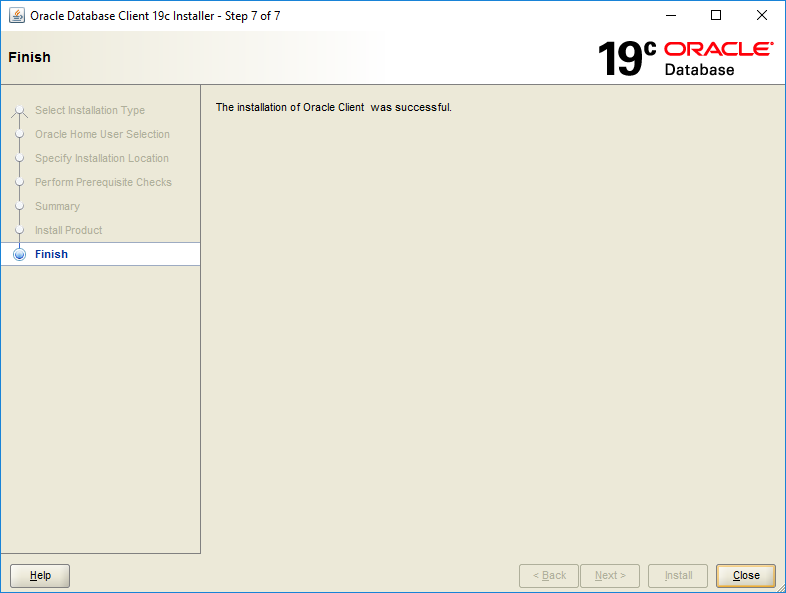 Oracle Database Client 19c Installer - Step 7 of 7
Finish
19c ORACLE
Database
Select Installation Type
Oracle Home User Selection
Specify Installation Location
Perform Prerequisite Checks
Summary
Install Product
Finish
The installation of Oracle Client  was successful.
Help
< Back
Next >
Install
Close